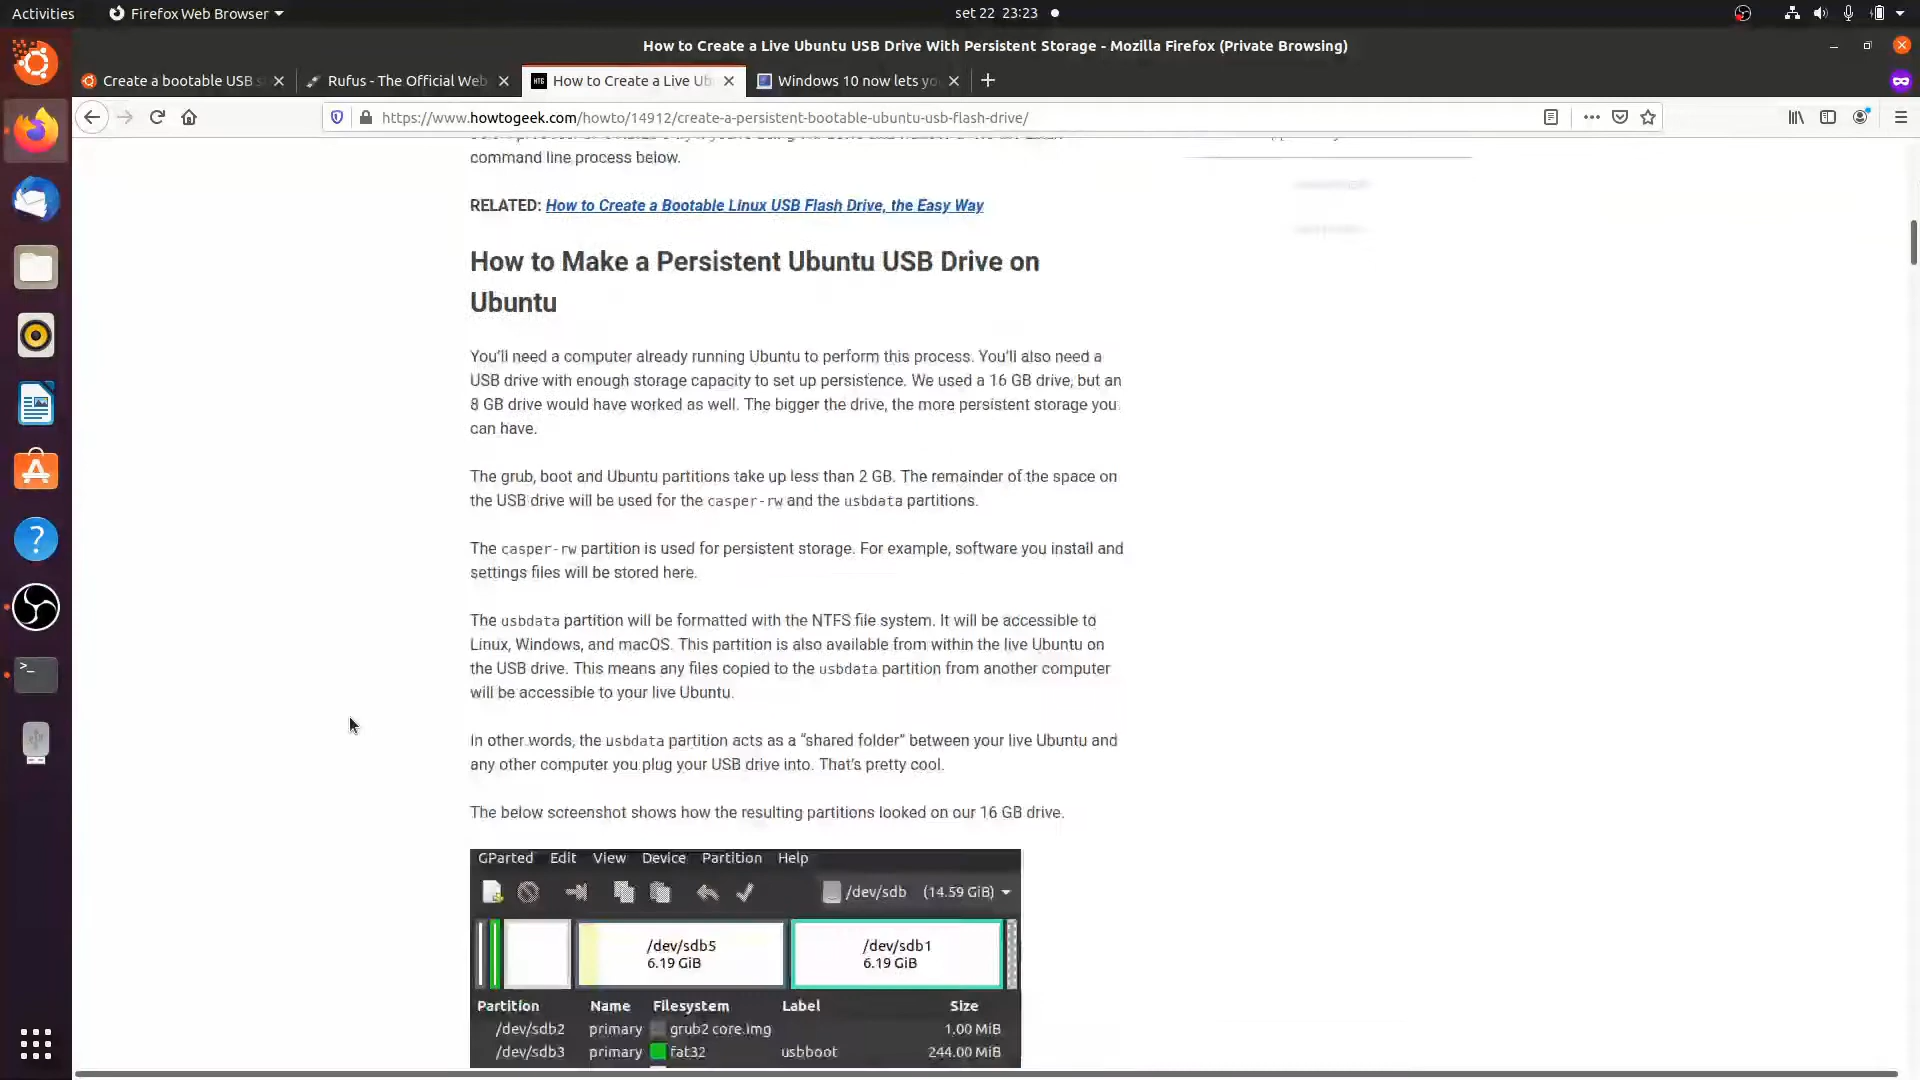 Activities
Firefox Web Browser
set 22 23:23
How to Create a Live Ubuntu USB Drive With Persistent Storage - Mozilla Firefox (Private Browsing)
Create a bootable USB s
Rufus - The Official Web
HTG
How to Create a Live Ub
Windows 10 now lets yo
https://www.howtogeek.com/howto/14912/create-a-persistent-bootable-ubuntu-usb-flash-drive/
command line process below.
RELATED: How to Create a Bootable Linux USB Flash Drive, the Easy Way
How to Make a Persistent Ubuntu USB Drive on
Ubuntu
You'll need a computer already running Ubuntu to perform this process. You'll also need a
USB drive with enough storage capacity to set up persistence. We used a 16 GB drive, but an
8 GB drive would have worked as well. The bigger the drive, the more persistent storage you
can have.
The grub, boot and Ubuntu partitions take up less than 2 GB. The remainder of the space on
the USB drive will be used for the casper-rw and the usbdata partitions.
The casper-rw partition is used for persistent storage. For example, software you install and
settings files will be stored here.
The usbdata partition will be formatted with the NTFS file system. It will be accessible to
Linux, Windows, and macOS. This partition is also available from within the live Ubuntu on
the USB drive. This means any files copied to the usbdata partition from another computer
will be accessible to your live Ubuntu.
In other words, the usbdata partition acts as a “shared folder” between your live Ubuntu and
any other computer you plug your USB drive into. That's pretty cool.
The below screenshot shows how the resulting partitions looked on our 16 GB drive.
GParted Edit View Device Partition Help
/dev/sdb (14.59 GiB)
/dev/sdb5
6.19 GiB
/dev/sdb1
6.19 GiB
Partition Name Filesystem Label Size
/dev/sdb2 primary grub2 core.img 1.00 MiB
/dev/sdb3 primary fat32 usbboot 244.00 MiB